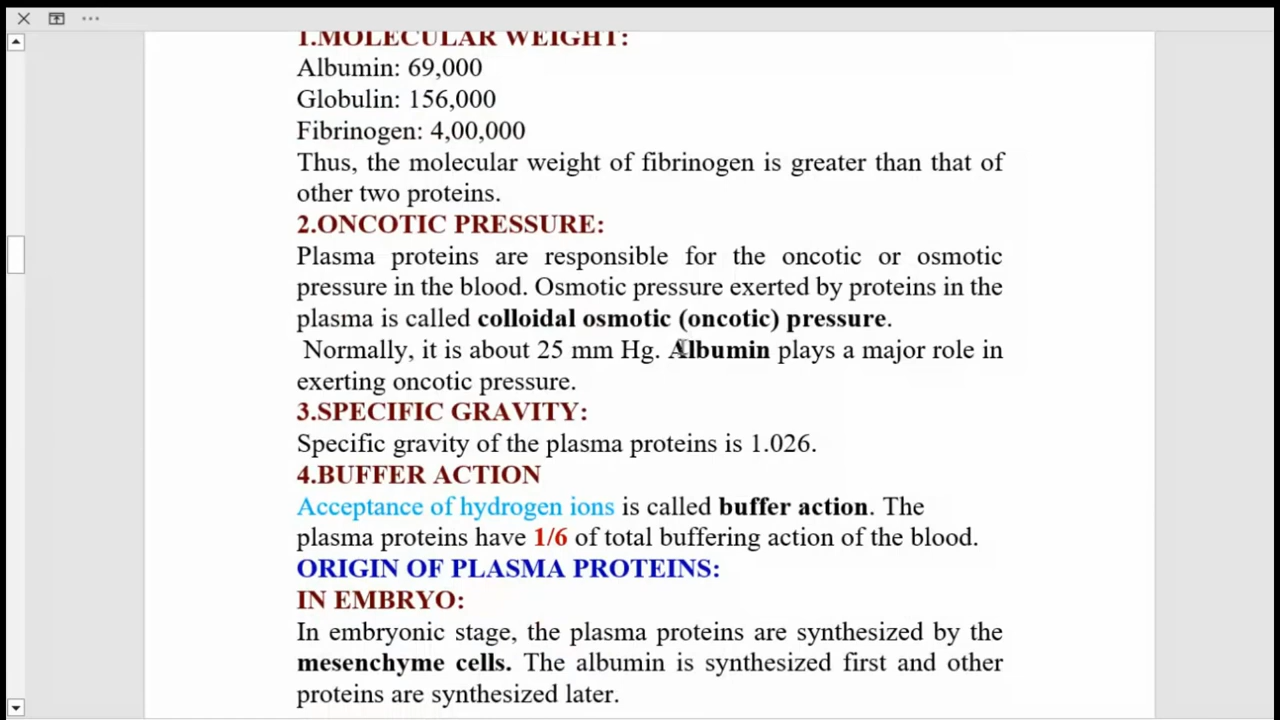 1.MOLECULAR WEIGHT:
Albumin: 69,000
Globulin: 156,000
Fibrinogen: 4,00,000
Thus, the molecular weight of fibrinogen is greater than that of
other two proteins.
2.ONCOTIC PRESSURE:
Plasma proteins are responsible for the oncotic or osmotic
pressure in the blood. Osmotic pressure exerted by proteins in the
plasma is called colloidal osmotic (oncotic) pressure.
Normally, it is about 25 mm Hg. Albumin plays a major role in
exerting oncotic pressure.
3.SPECIFIC GRAVITY:
Specific gravity of the plasma proteins is 1.026.
4.BUFFER ACTION
Acceptance of hydrogen ions is called buffer action. The
plasma proteins have 1/6 of total buffering action of the blood.
ORIGIN OF PLASMA PROTEINS:
IN EMBRYO:
In embryonic stage, the plasma proteins are synthesized by the
mesenchyme cells. The albumin is synthesized first and other
proteins are synthesized later.